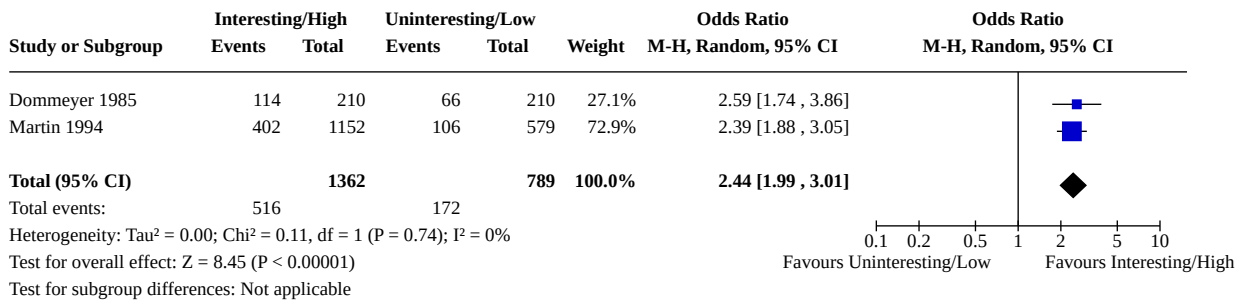 Interesting/High Uninteresting/Low Odds Ratio Odds Ratio
Study or Subgroup Events Total Events Total Weight M-H, Random, 95% CI M-H, Random, 95% CI
Dommeyer 1985 114 210 66 210 27.1% 2.59 [1.74 , 3.86]
Martin 1994 402 1152 106 579 72.9% 2.39 [1.88 , 3.05]
Total (95% CI) 1362 789 100.0% 2.44 [1.99 , 3.01]
Total events: 516 172
Heterogeneity: Tau² = 0.00; Chi² = 0.11, df = 1 (P = 0.74); I² = 0%
0.1 0.2 0.5 1 2 5 10
Test for overall effect: Z = 8.45 (P < 0.00001)
Favours Uninteresting/Low Favours Interesting/High
Test for subgroup differences: Not applicable